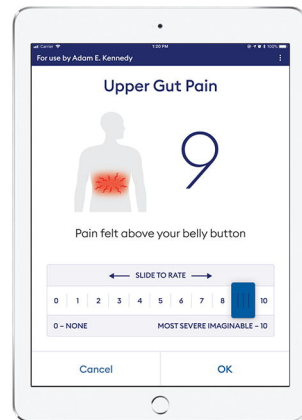 Carrier
1:20 PM
100%
For use by Adam E. Kennedy
Upper Gut Pain
9
Pain felt above your belly button
SLIDE TO RATE
0 1 2 3 4 5 6 7 8 10
0 – NONE MOST SEVERE IMAGINABLE – 10
Cancel OK